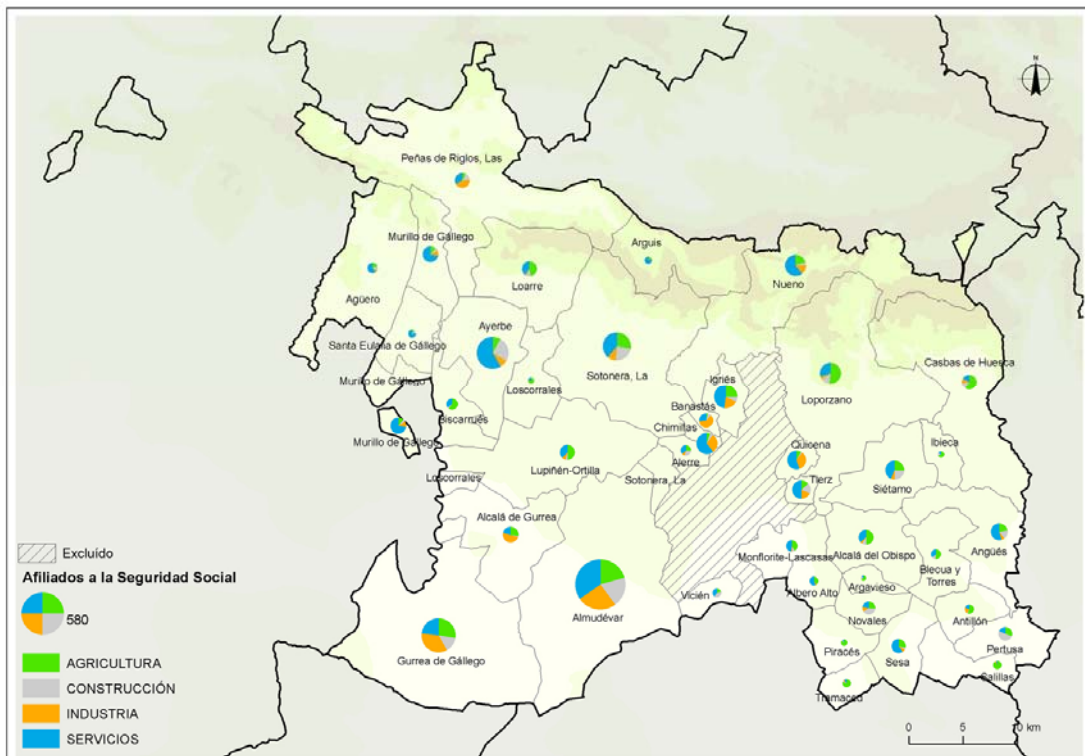 Peñas de Riglos, Las
Murillo de Gállego
Arguis
Agüero
Loarre
Nueno
Ayerbe
Santa Eulalia de Gállego
Sotonera, La
Casbas de Huesca
Murillo de Gállego
Loscorrales
Igriés
Loporzano
Biscarrués
Banastás
Chimillas
Murillo de Gállego
Quicena
Ibieca
Lupiñén-Ortilla
Alerre
Loscorrales
Sotonera, La
Tierz
Siétamo
Alcalá de Gurrea
Monflorite-Lascasas
Alcalá del Obispo
Angüés
Blecua y
Torres
Almudévar
Vicién
Albero Alto
Argavieso
Novales
Antillón
Gurrea de Gállego
Piracés
Sesa
Pertusa
Salillas
Tramaced
Excluído
Afiliados a la Seguridad Social
580
AGRICULTURA
CONSTRUCCIÓN
INDUSTRIA
SERVICIOS
0 5 10 km